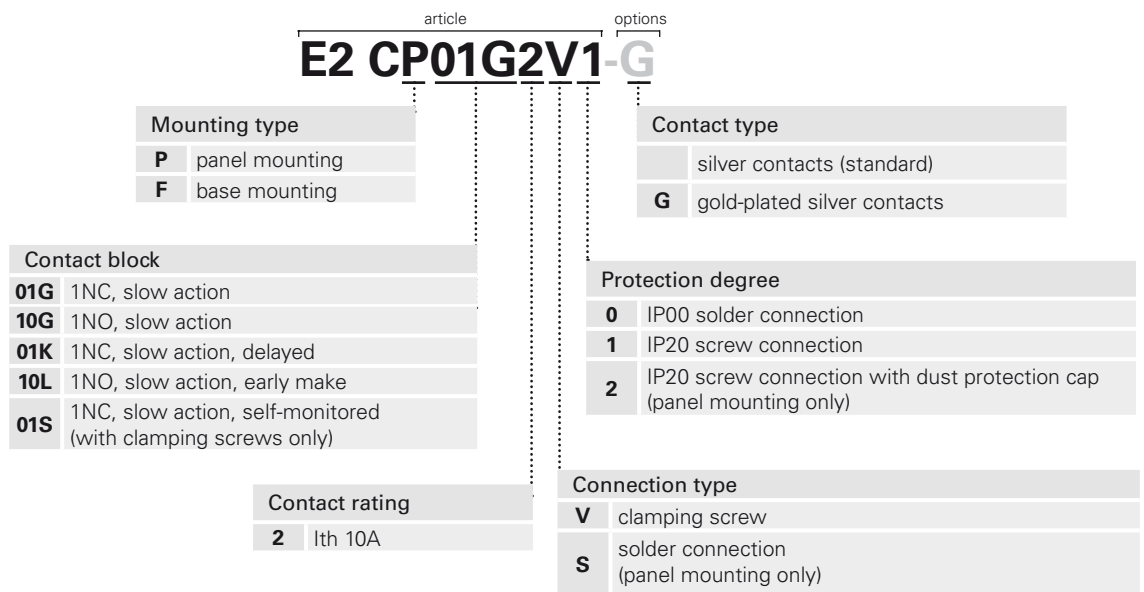 article options
E2 CP01G2V1-G
Mounting type
P panel mounting
F base mounting
Contact type
silver contacts (standard)
G gold-plated silver contacts
Contact block
01G 1NC, slow action
10G 1NO, slow action
01K 1NC, slow action, delayed
10L 1NO, slow action, early make
01S 1NC, slow action, self-monitored
(with clamping screws only)
Protection degree
0 IP00 solder connection
1 IP20 screw connection
2 IP20 screw connection with dust protection cap
(panel mounting only)
Contact rating
2 Ith 10A
Connection type
V clamping screw
S solder connection
(panel mounting only)